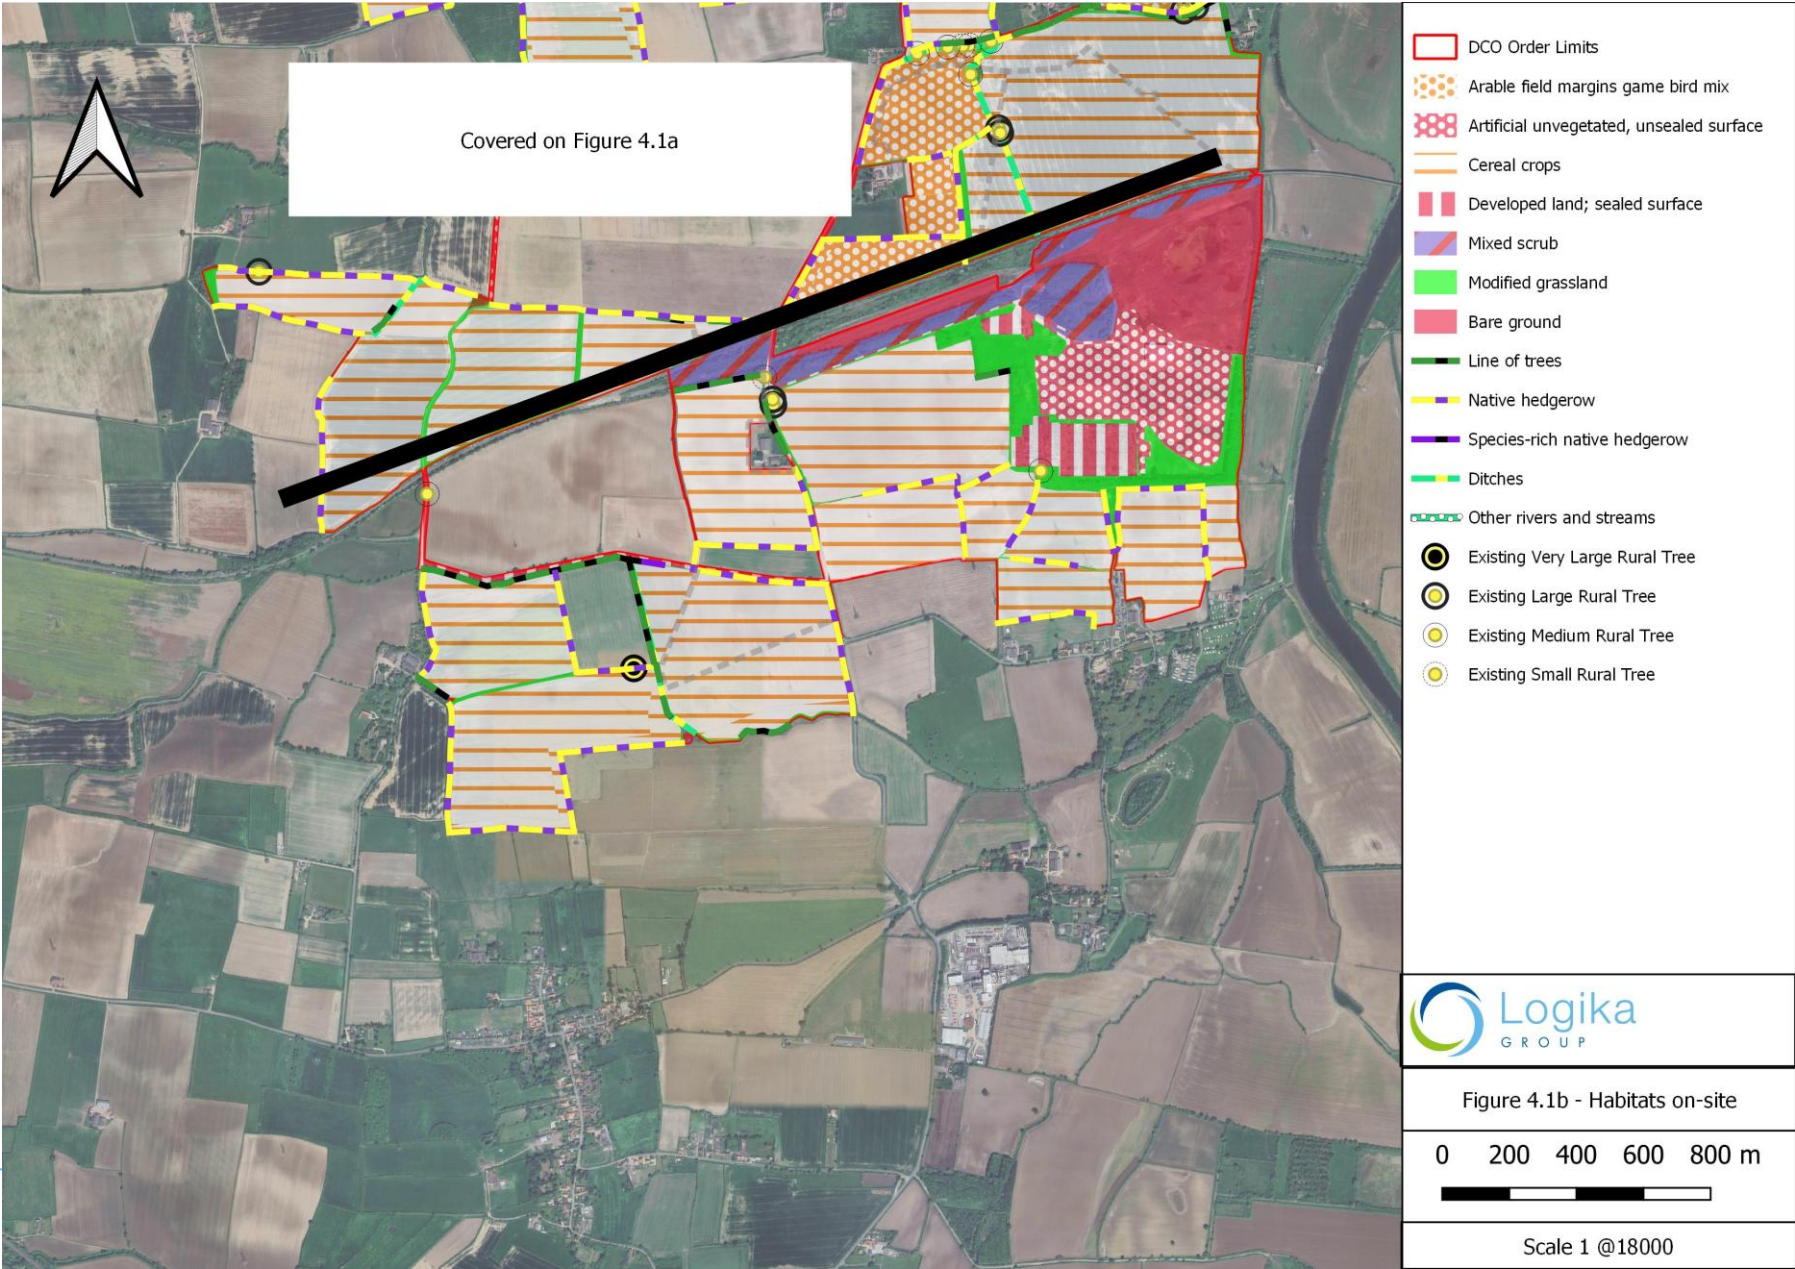 Covered on Figure 4.1a
DCO Order Limits
Arable field margins game bird mix
Artificial unvegetated, unsealed surface
Cereal crops
Developed land; sealed surface
Mixed scrub
Modified grassland
Bare ground
Line of trees
Native hedgerow
Species-rich native hedgerow
Ditches
Other rivers and streams
Existing Very Large Rural Tree
Existing Large Rural Tree
Existing Medium Rural Tree
Existing Small Rural Tree
Logika
GROUP
Figure 4.1b - Habitats on-site
0 200 400 600 800 m
Scale 1 @18000